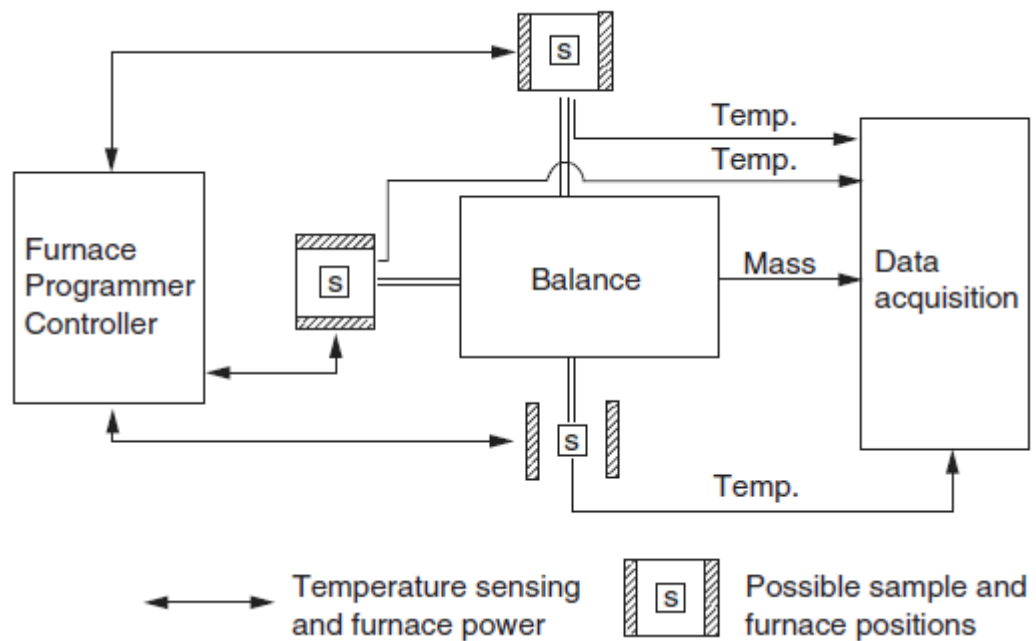 S
Temp.
Temp.
Furnace
Programmer
Controller
S
Balance
Mass
Data
acquisition
S
Temp.
Temperature sensing
and furnace power
S
Possible sample and
furnace positions